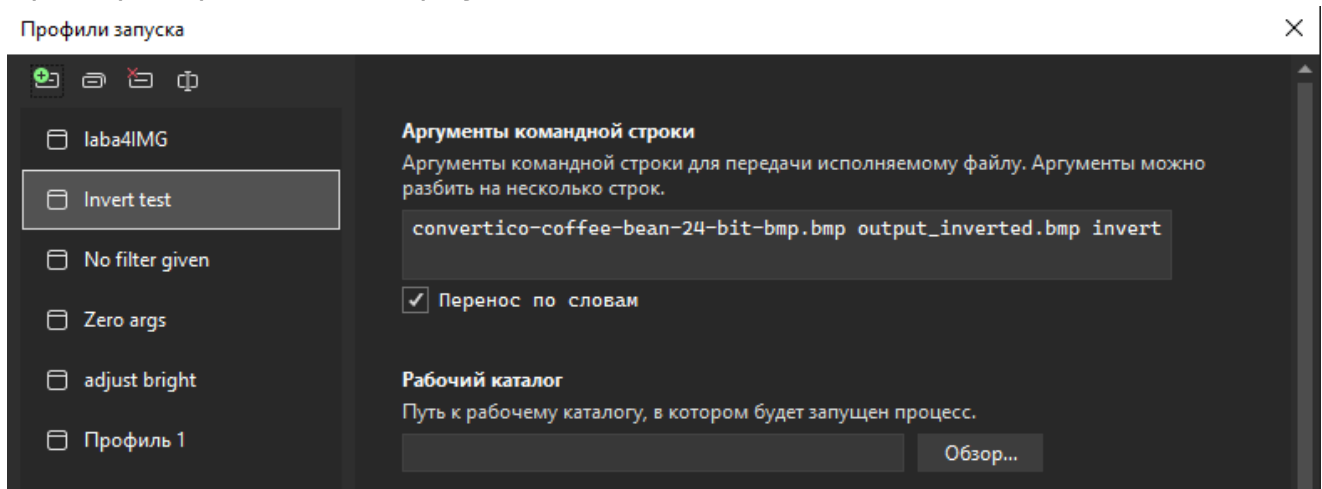 Профили запуска
laba4IMG
Invert test
No filter given
Zero args
adjust bright
Профиль 1
Аргументы командной строки
Аргументы командной строки для передачи исполняемому файлу. Аргументы можно
разбить на несколько строк.
convertico-coffee-bean-24-bit-bmp.bmp output_inverted.bmp invert
Перенос по словам
Рабочий каталог
Путь к рабочему каталогу, в котором будет запущен процесс.
Обзор...